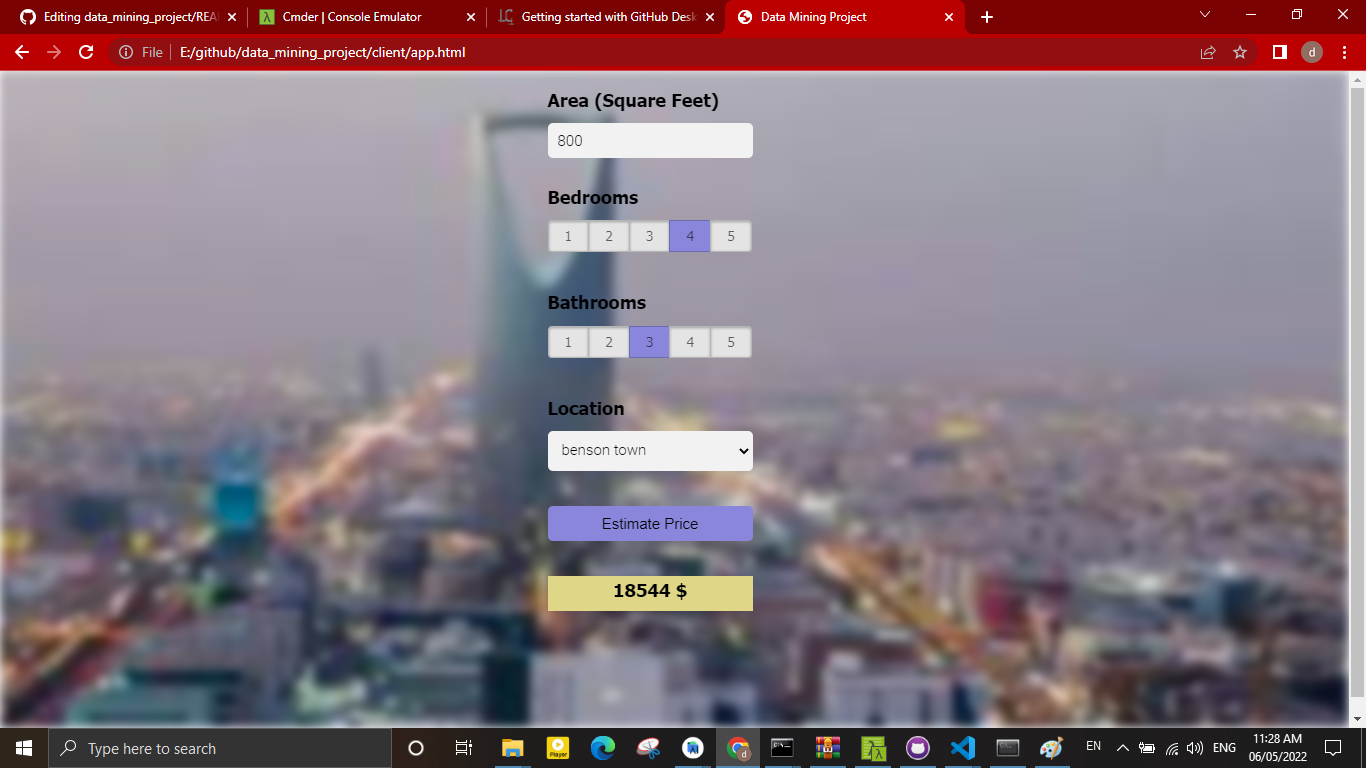 Editing data_mining_project/REA
Cmder | Console Emulator
Getting started with GitHub Desk
Data Mining Project
File
E:/github/data_mining_project/client/app.html
d
Area (Square Feet)
800
Bedrooms
1 2 3 4 5
Bathrooms
1 2 3 4 5
Location
benson town
Estimate Price
18544 $
Type here to search
Player
d
EN
ENG
11:28 AM
06/05/2022